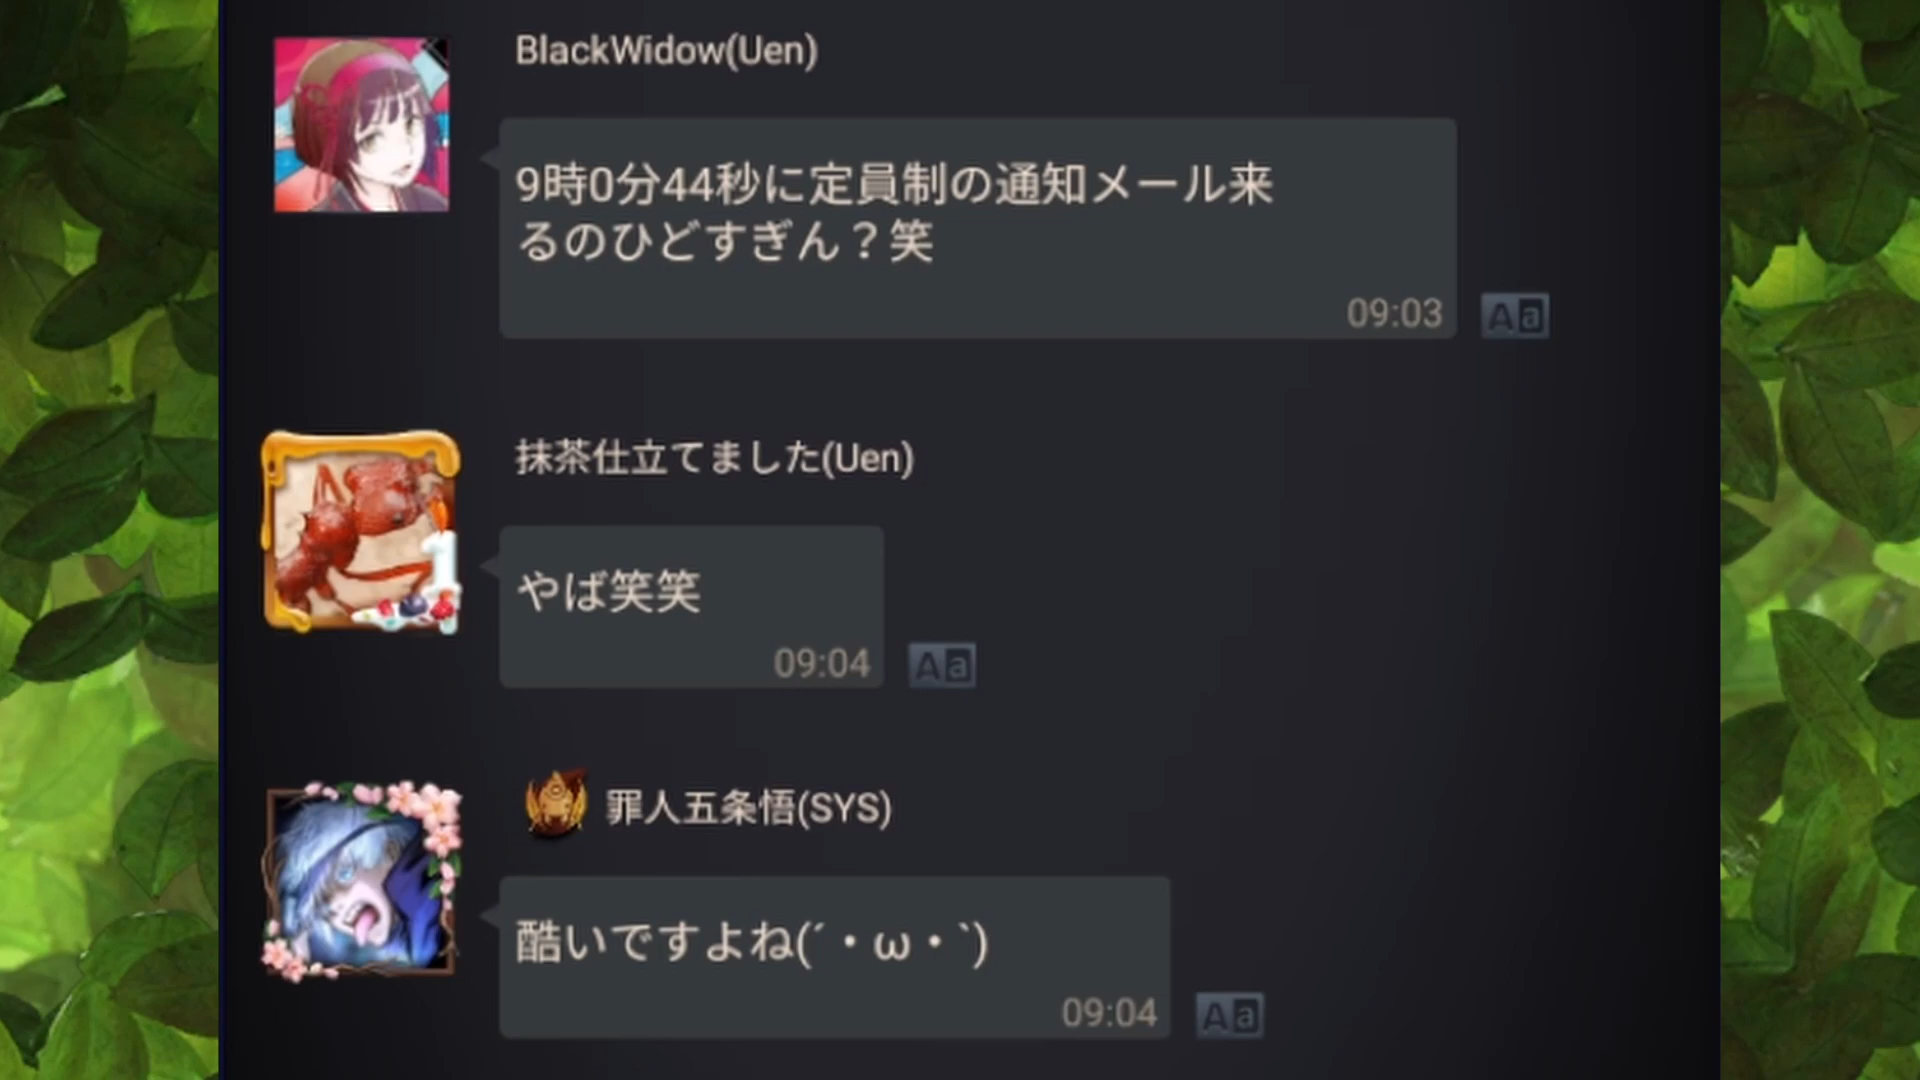 BlackWidow(Uen)
9時0分44秒に定員制の通知メール来
るのひどすぎん？笑
09:03
Aa
抹茶仕立てました(Uen)
やば笑笑
09:04
Aa
1
罪人五条悟(SYS)
酷いですよね(´・ω・`)
09:04
Aa